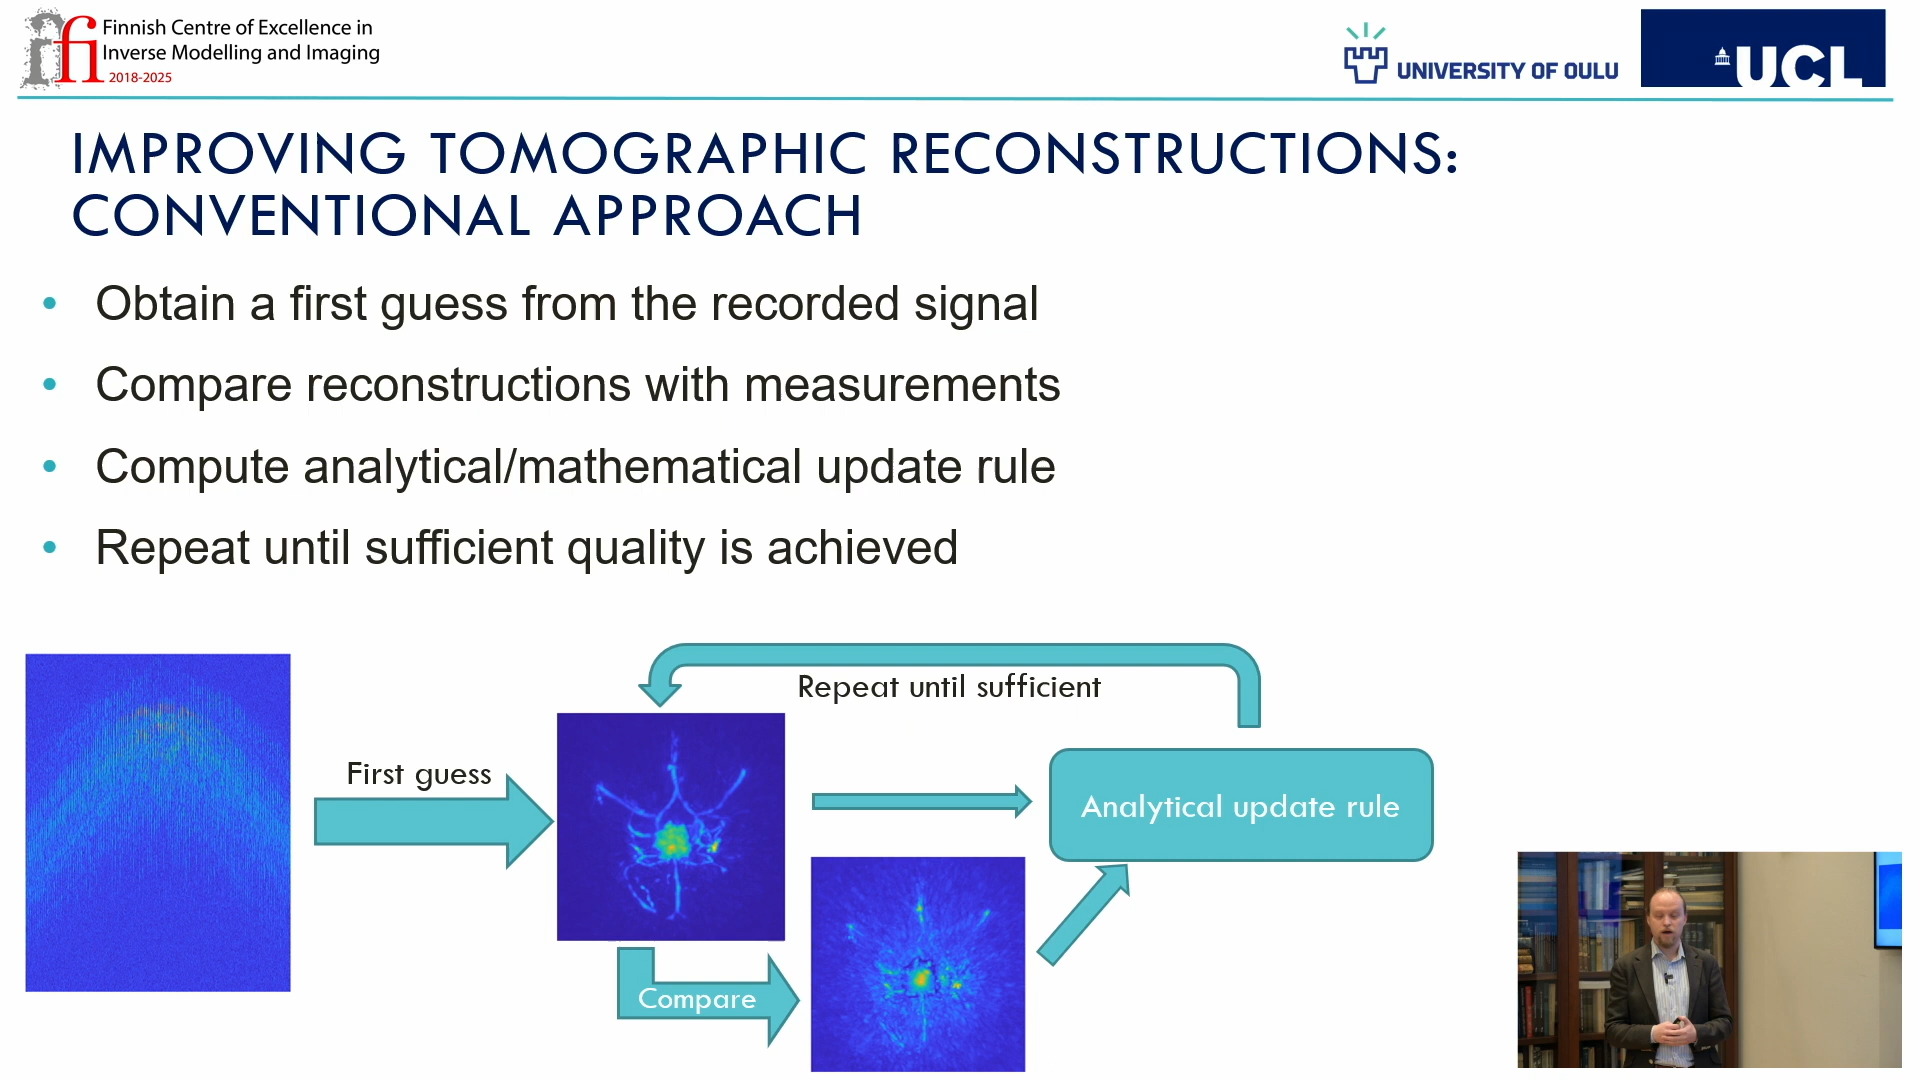 Finnish Centre of Excellence in
Inverse Modelling and Imaging
2018-2025
fi
UNIVERSITY OF OULU
UCL
IMPROVING TOMOGRAPHIC RECONSTRUCTIONS:
CONVENTIONAL APPROACH
• Obtain a first guess from the recorded signal
• Compare reconstructions with measurements
• Compute analytical/mathematical update rule
• Repeat until sufficient quality is achieved
Repeat until sufficient
First guess
Analytical update rule
Compare